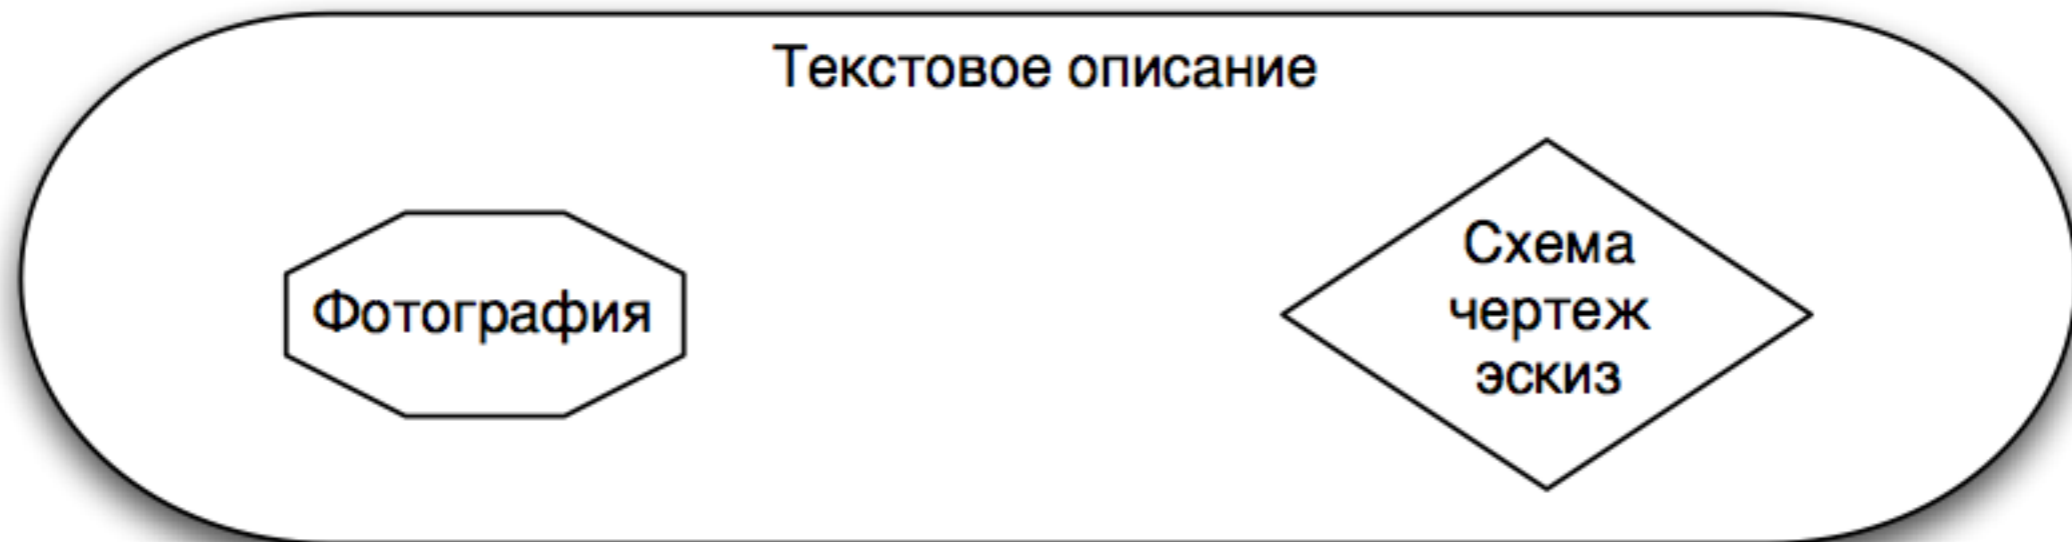 Текстовое описание
Фотография
Схема
чертеж
эскиз